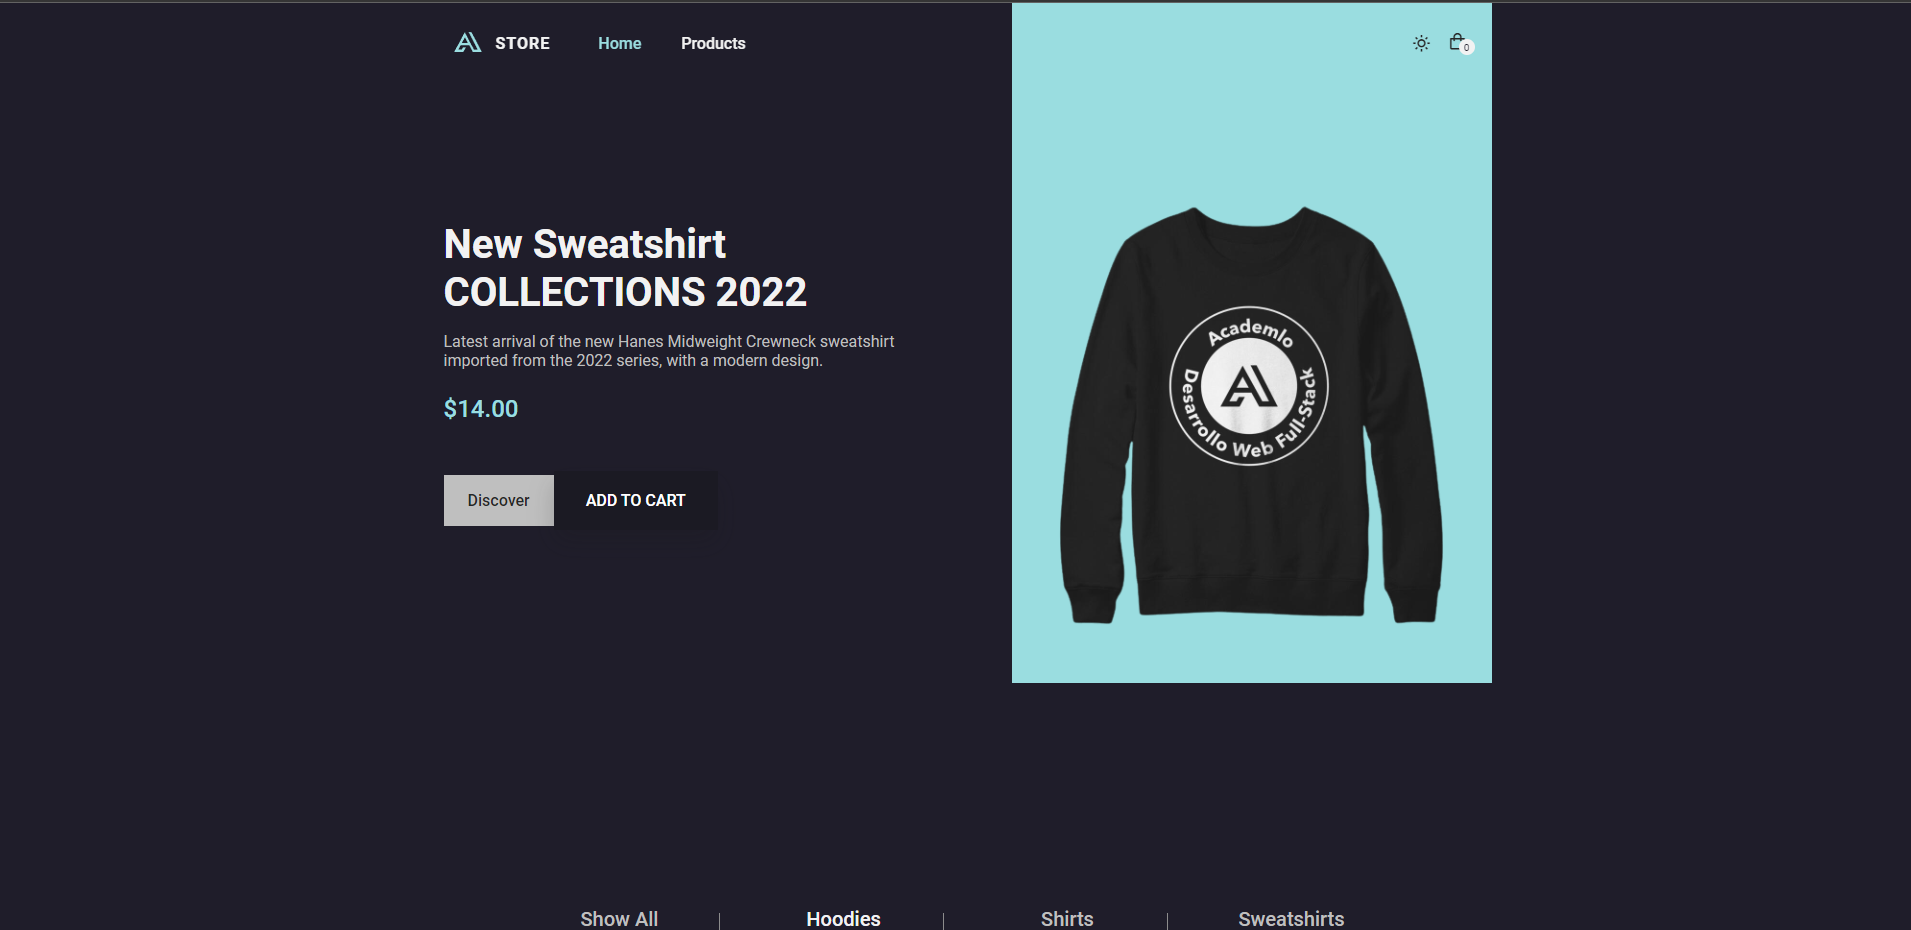 STORE
Home
Products
0
New Sweatshirt
COLLECTIONS 2022
Latest arrival of the new Hanes Midweight Crewneck sweatshirt
imported from the 2022 series, with a modern design.
$14.00
Discover
ADD TO CART
Academlo
Desarrollo Web Full-Stack
Show All
Hoodies
Shirts
Sweatshirts